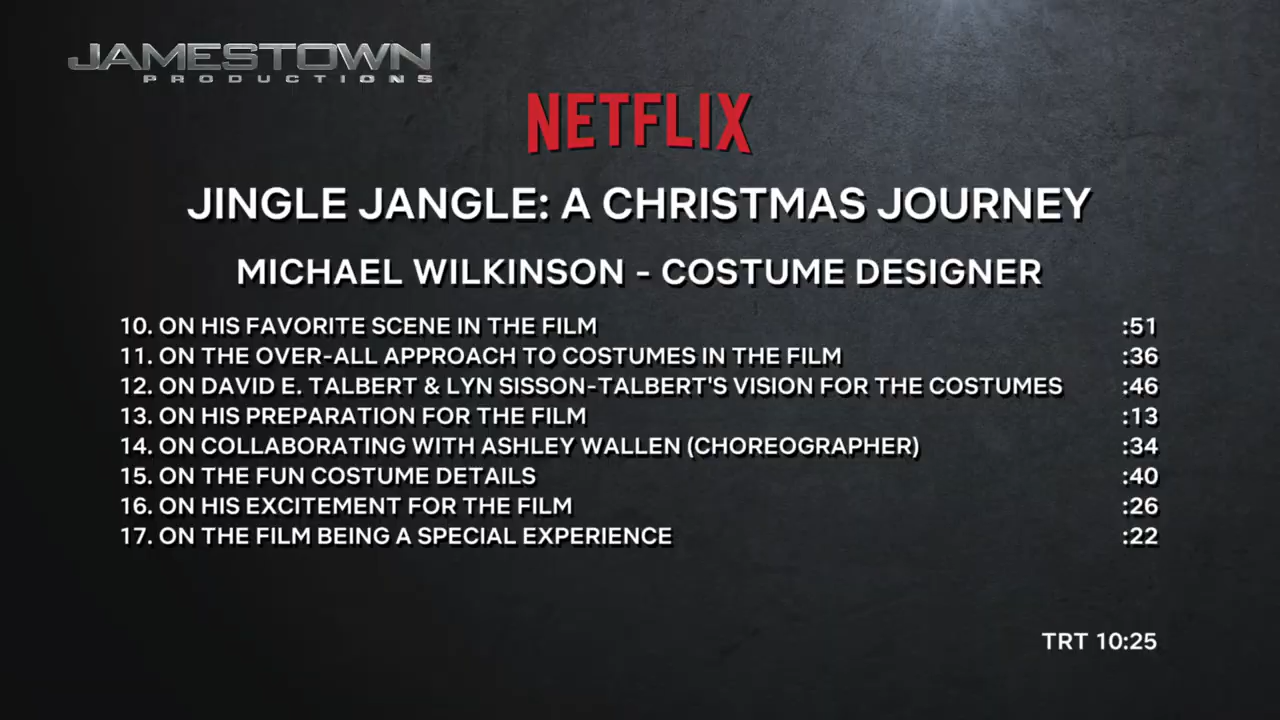 JAMESTOWN
PRODUCTIONS
NETFLIX
JINGLE JANGLE: A CHRISTMAS JOURNEY
MICHAEL WILKINSON - COSTUME DESIGNER
10. ON HIS FAVORITE SCENE IN THE FILM :51
11. ON THE OVER-ALL APPROACH TO COSTUMES IN THE FILM :36
12. ON DAVID E. TALBERT & LYN SISSON-TALBERT'S VISION FOR THE COSTUMES :46
13. ON HIS PREPARATION FOR THE FILM :13
14. ON COLLABORATING WITH ASHLEY WALLEN (CHOREOGRAPHER) :34
15. ON THE FUN COSTUME DETAILS :40
16. ON HIS EXCITEMENT FOR THE FILM :26
17. ON THE FILM BEING A SPECIAL EXPERIENCE :22
TRT 10:25